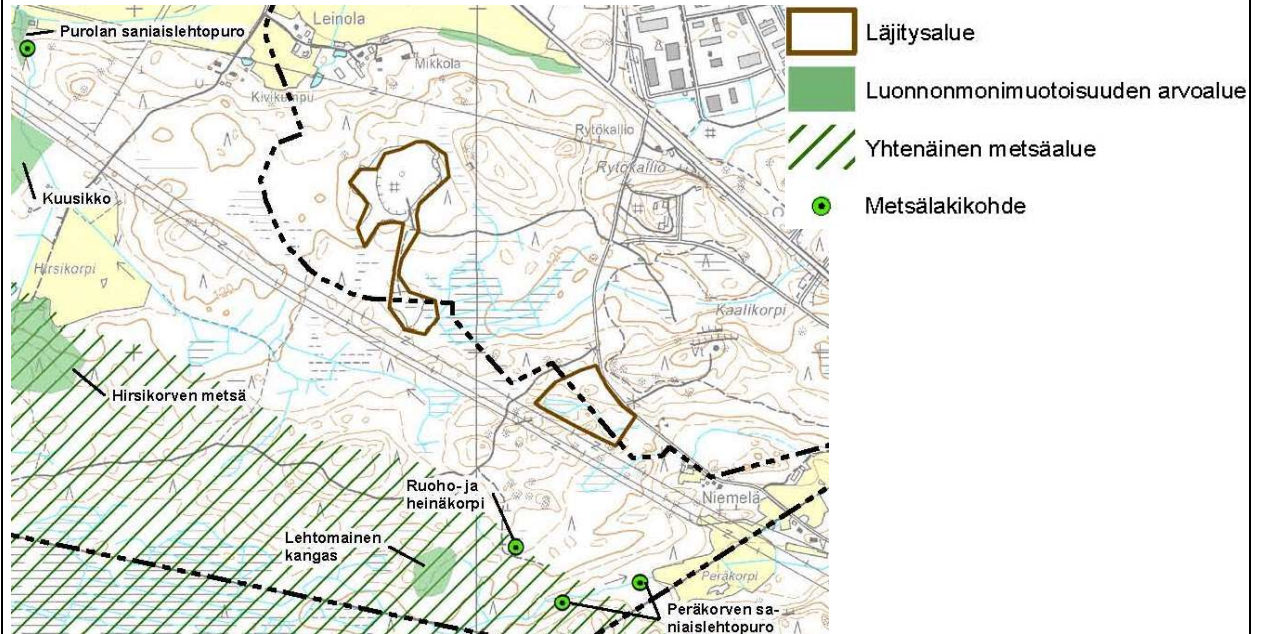 Purolan saniaislehtopuro
Leinola
Mikkola
Kivikumpu
Rytökallio
Rytökallio
Kuusikko
Hirsikorpi
Kaalikorpi
Vt
Hirsikorven metsä
Ruoho- ja
heinäkorpi
Niemelä
Lehtomainen
kangas
Peräkorpi
Peräkorven sa-
niaislehtopuro
Läjitysalue
Luonnonmonimuotoisuuden arvoalue
Yhtenäinen metsäalue
Metsälakikohde